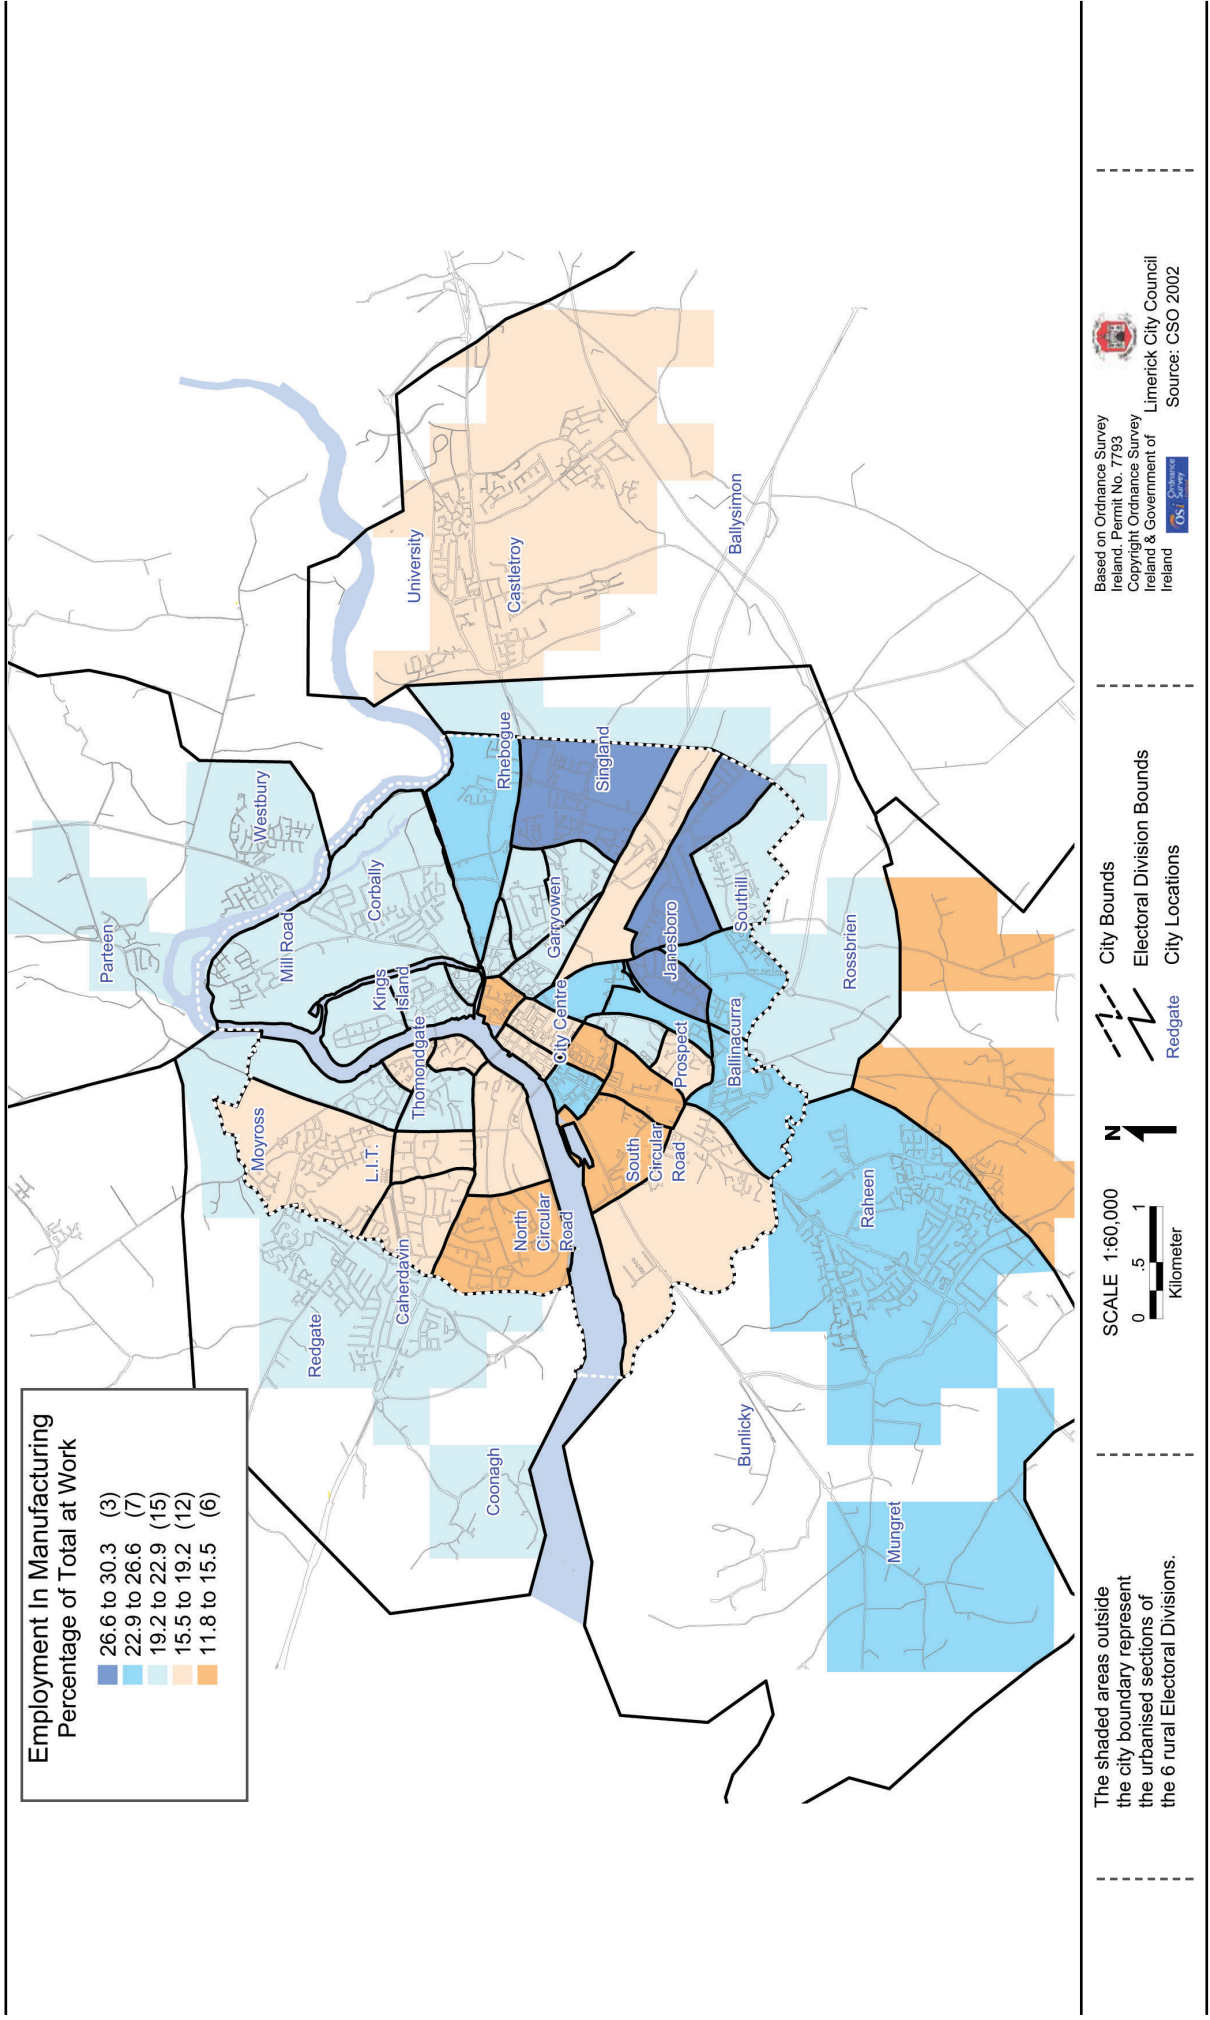 Employment In Manufacturing
Percentage of Total at Work
26.6 to 30.3 (3)
22.9 to 26.6 (7)
19.2 to 22.9 (15)
15.5 to 19.2 (12)
11.8 to 15.5 (6)
Parteen
Westbury
Mill Road
Corbally
Kings
Island
Moyross
Thomondgate
L.I.T.
Redgate
Caherdavin
North
Circular
Road
Coonagh
University
Castletroy
Rhebogue
Singland
Garryowen
City Centre
Ballysimon
Janesboro
Southill
Prospect
Ballinacurra
South
Circular
Road
Rossbrien
Raheen
Bunlicky
Mungret
The shaded areas outside
the city boundary represent
the urbanised sections of
the 6 rural Electoral Divisions.
SCALE 1:60,000
0 .5 1
Kilometer
N
City Bounds
Electoral Division Bounds
Redgate City Locations
Based on Ordnance Survey
Ireland. Permit No. 7793
Copyright Ordnance Survey
Ireland & Government of
Ireland
OSi Ordnance
Survey
Limerick City Council
Source: CSO 2002